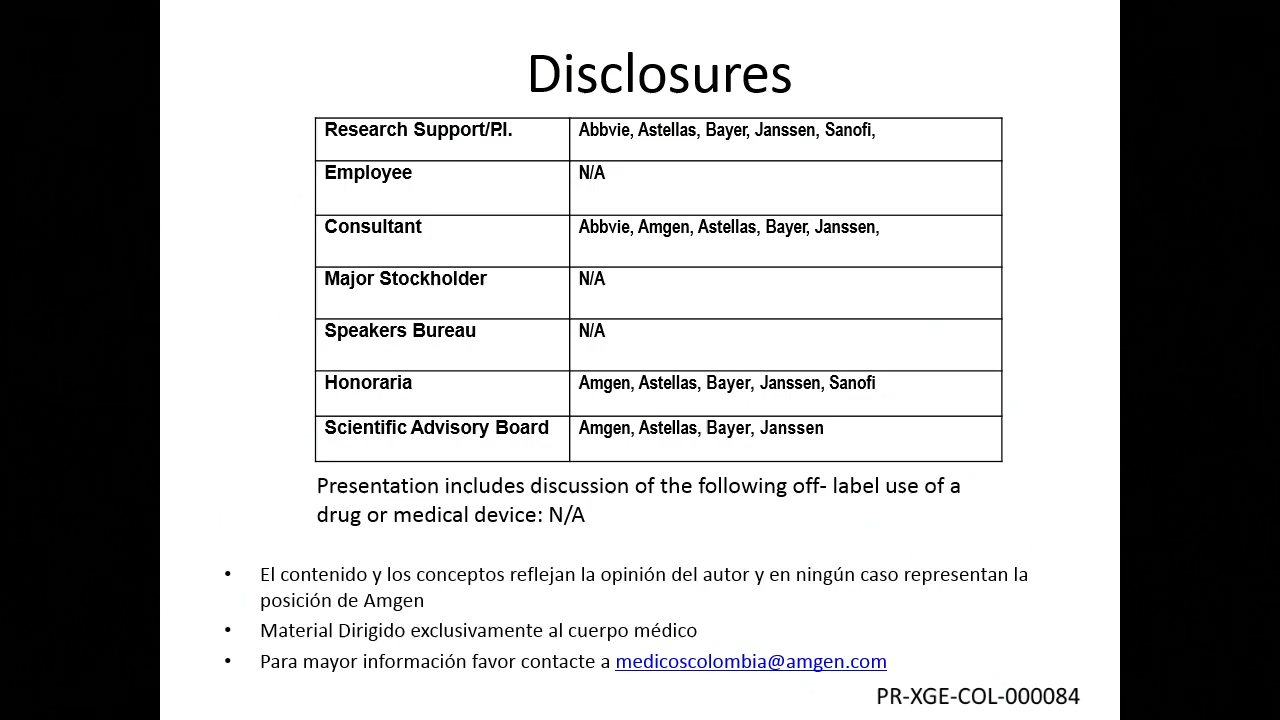 Disclosures
Research Support/P.I. Abbvie, Astellas, Bayer, Janssen, Sanofi,
Employee N/A
Consultant Abbvie, Amgen, Astellas, Bayer, Janssen,
Major Stockholder N/A
Speakers Bureau N/A
Honoraria Amgen, Astellas, Bayer, Janssen, Sanofi
Scientific Advisory Board Amgen, Astellas, Bayer, Janssen
Presentation includes discussion of the following off- label use of a
drug or medical device: N/A
• El contenido y los conceptos reflejan la opinión del autor y en ningún caso representan la
posición de Amgen
• Material Dirigido exclusivamente al cuerpo médico
• Para mayor información favor contacte a medicoscolombia@amgen.com
PR-XGE-COL-000084